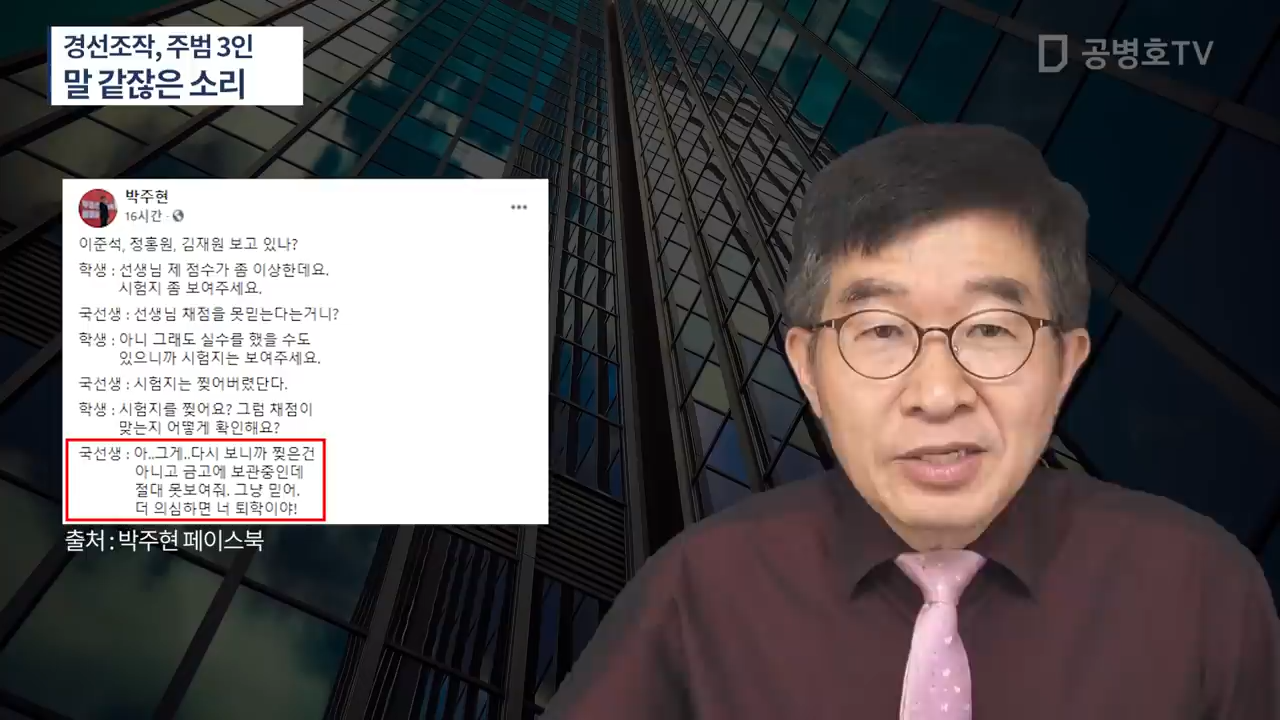 경선조작, 주범 3인
말 같잖은 소리
공병호TV
박주현
16시간 ·
이준석, 정홍원, 김재원 보고 있나?
학생 : 선생님 제 점수가 좀 이상한데요.
시험지 좀 보여주세요.
국선생 : 선생님 채점을 못믿는다는거니?
학생 : 아니 그래도 실수를 했을 수도
있으니까 시험지는 보여주세요.
국선생 : 시험지는 찢어버렸단다.
학생 : 시험지를 찢어요? 그럼 채점이
맞는지 어떻게 확인해요?
국선생 : 아..그게..다시 보니까 찢은건
아니고 금고에 보관중인데
절대 못보여줘. 그냥 믿어.
더 의심하면 너 퇴학이야!
출처 : 박주현 페이스북